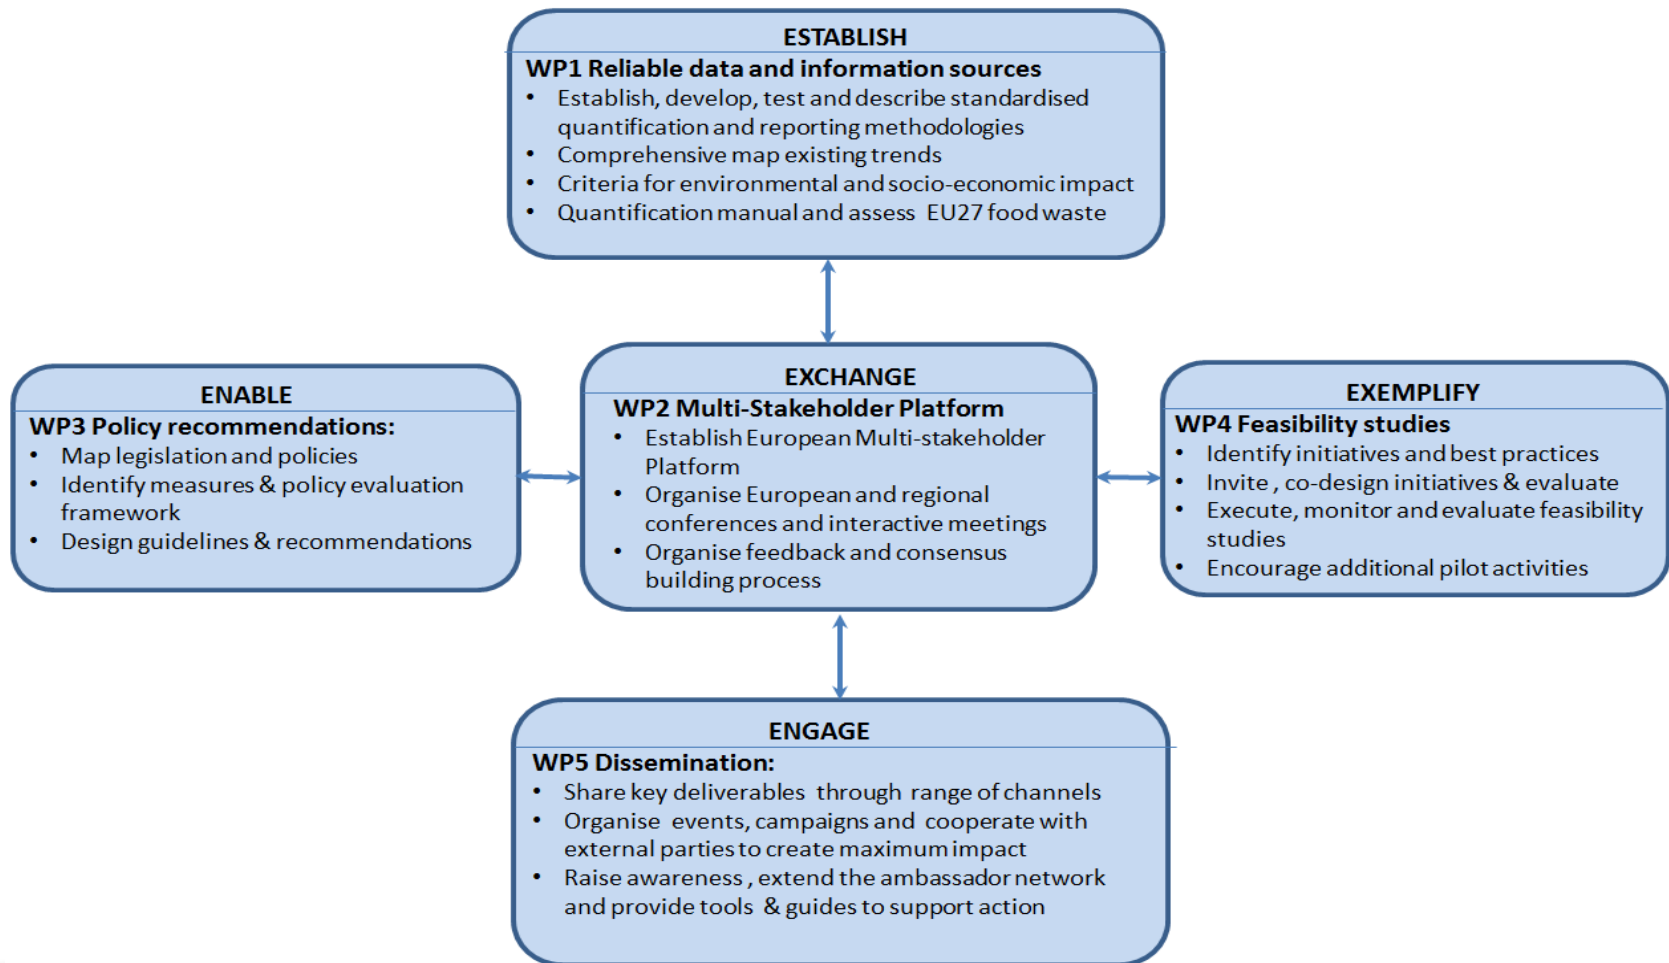 ESTABLISH
WP1 Reliable data and information sources
• Establish, develop, test and describe standardised
quantification and reporting methodologies
• Comprehensive map existing trends
• Criteria for environmental and socio-economic impact
• Quantification manual and assess EU27 food waste
ENABLE
WP3 Policy recommendations:
• Map legislation and policies
• Identify measures & policy evaluation
framework
• Design guidelines & recommendations
EXCHANGE
WP2 Multi-Stakeholder Platform
• Establish European Multi-stakeholder
Platform
• Organise European and regional
conferences and interactive meetings
• Organise feedback and consensus
building process
EXEMPLIFY
WP4 Feasibility studies
• Identify initiatives and best practices
• Invite , co-design initiatives & evaluate
• Execute, monitor and evaluate feasibility
studies
• Encourage additional pilot activities
ENGAGE
WP5 Dissemination:
• Share key deliverables through range of channels
• Organise events, campaigns and cooperate with
external parties to create maximum impact
• Raise awareness , extend the ambassador network
and provide tools & guides to support action